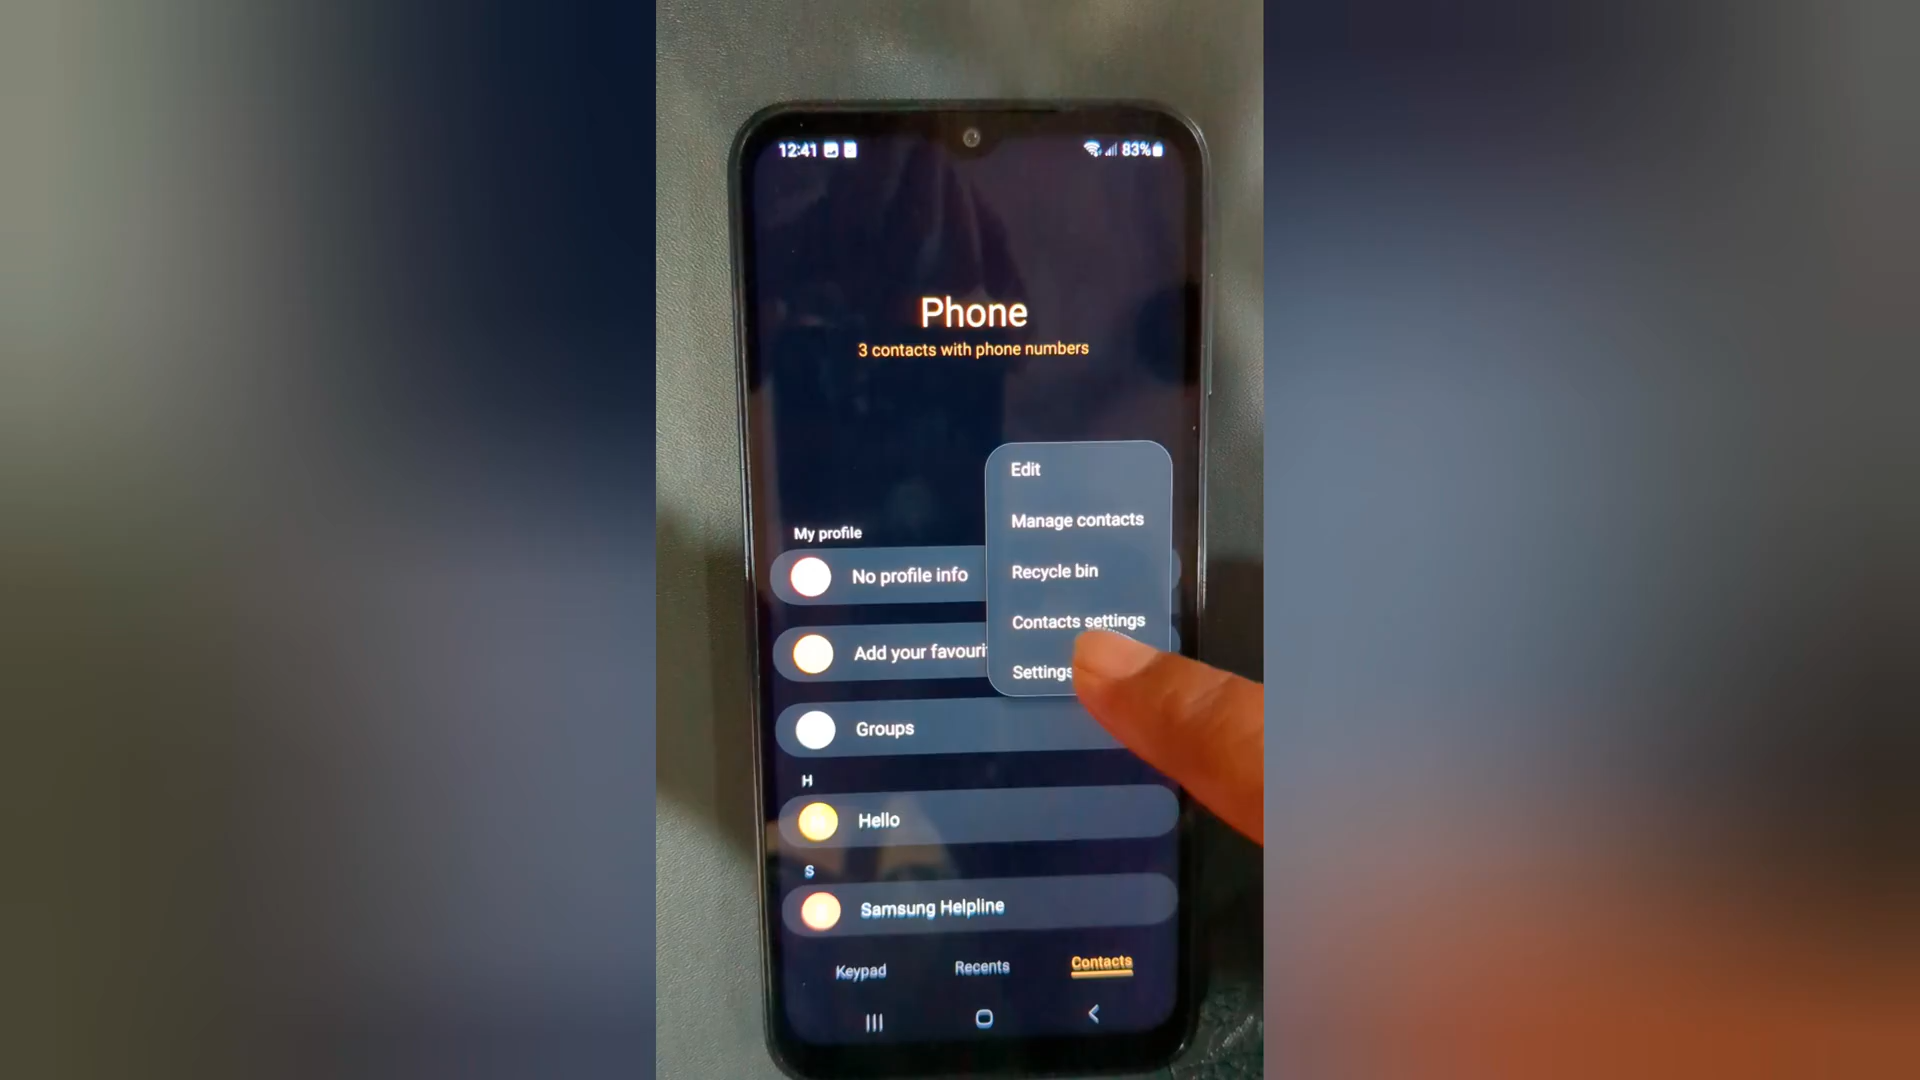 12:41
83%
Phone
3 contacts with phone numbers
Edit
Manage contacts
My profile
Recycle bin
No profile info
Contacts settings
Add your favouri
Settings
Groups
H
Hello
S
Samsung Helpline
Keypad
Recents
Contacts